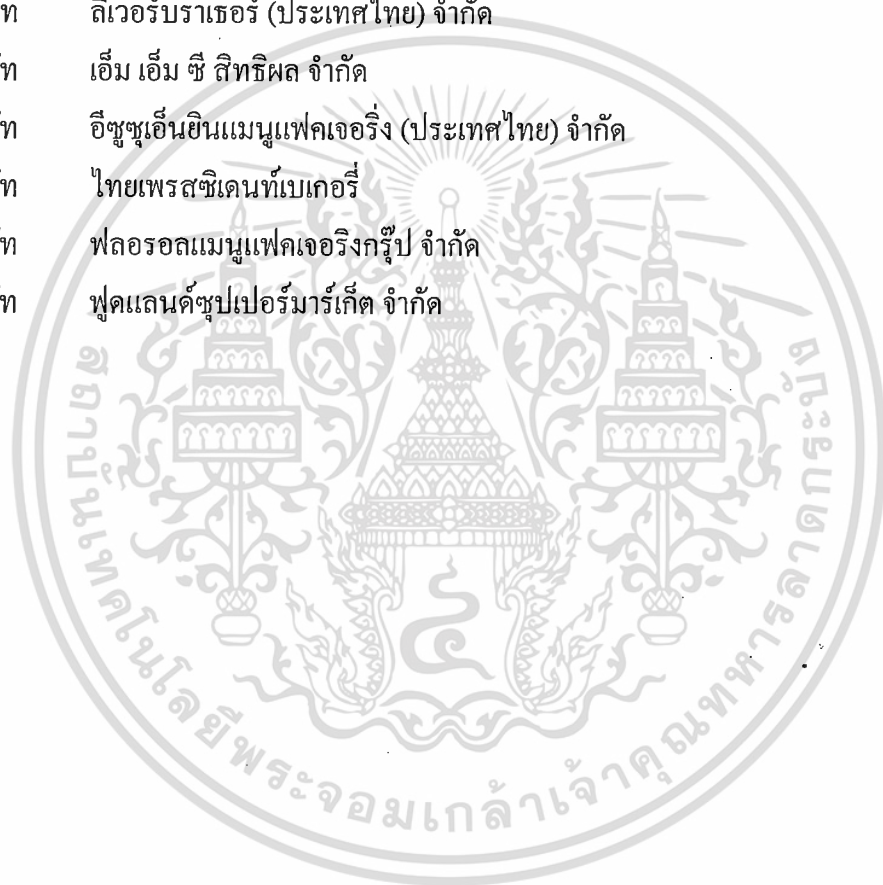 ท ลีเวอร์บราเธอร์ (ประเทศไทย) จำกัด
ท เอ็ม เอ็ม ซี สิทธิผล จำกัด
ท อีซูซุเอ็นยินแมนูแฟคเจอริ่ง (ประเทศไทย) จำกัด
ท ไทยเพรสซิเดนท์เบเกอรี่
ท ฟลอรอลแมนูแฟคเจอริงกรุ๊ป จำกัด
ท ฟูดแลนด์ซุปเปอร์มาร์เก็ต จำกัด
สถาบันเทคโนโลยีพระจอมเกล้าเจ้าคุณทหารลาดกระบัง